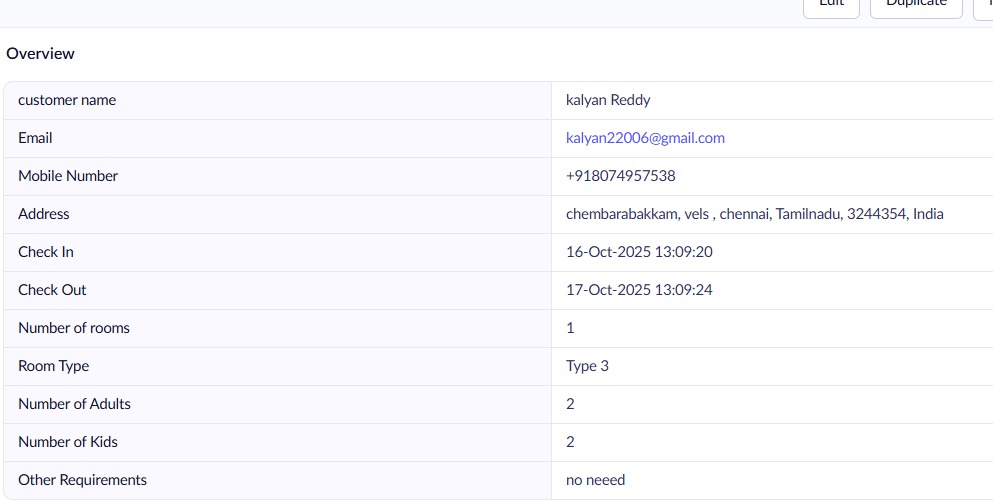 Edit Duplicate
Overview
customer name kalyan Reddy
Email kalyan22006@gmail.com
Mobile Number +918074957538
Address chembarabakkam, vels , chennai, Tamilnadu, 3244354, India
Check In 16-Oct-2025 13:09:20
Check Out 17-Oct-2025 13:09:24
Number of rooms 1
Room Type Type 3
Number of Adults 2
Number of Kids 2
Other Requirements no neeed